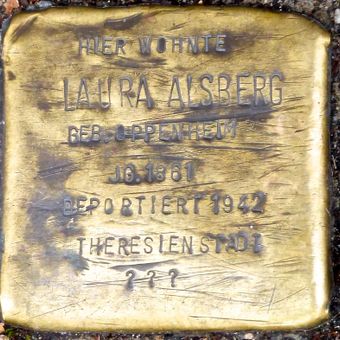 HIER WOHNTE
LAURA ALSBERG
GEB. OPPENHEIM
JG. 1861
DEPORTIERT 1942
THERESIENSTADT
???